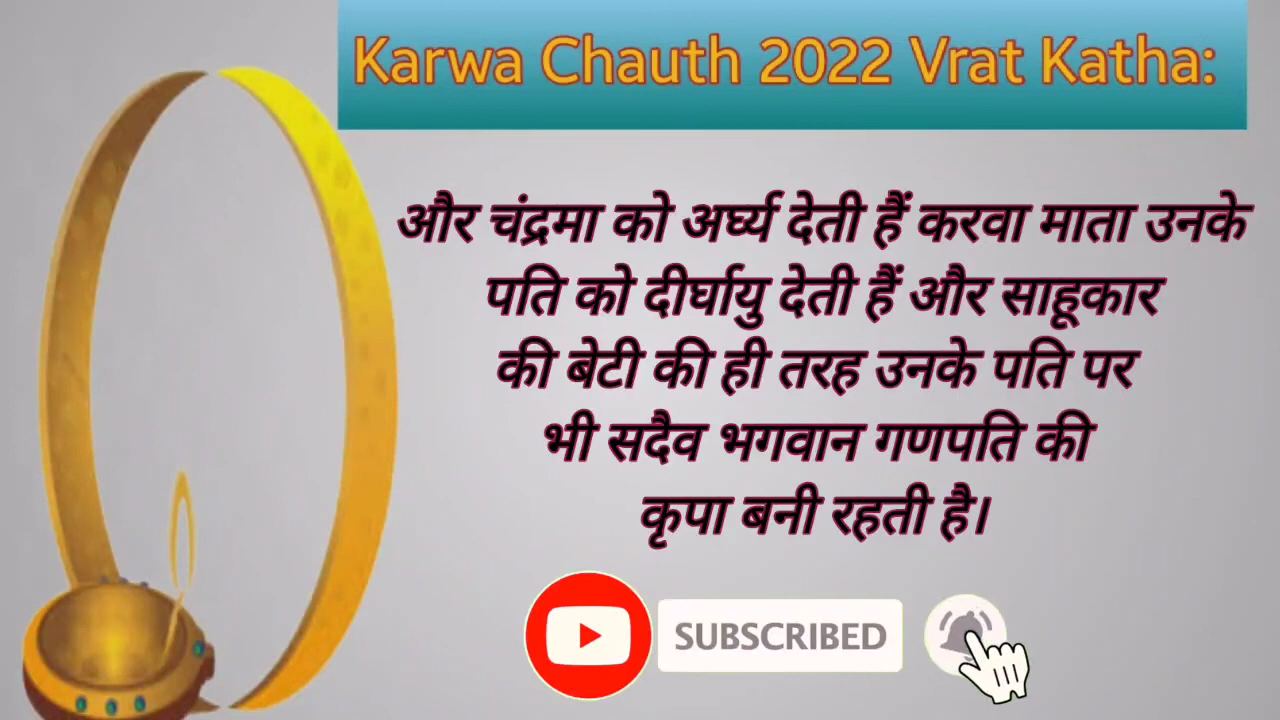 Karwa Chauth 2022 Vrat Katha:
और चंद्रमा को अर्घ्य देती हैं करवा माता उनके
पति को दीर्घायु देती हैं और साहूकार
की बेटी की ही तरह उनके पति पर
भी सदैव भगवान गणपति की
कृपा बनी रहती है।
SUBSCRIBED